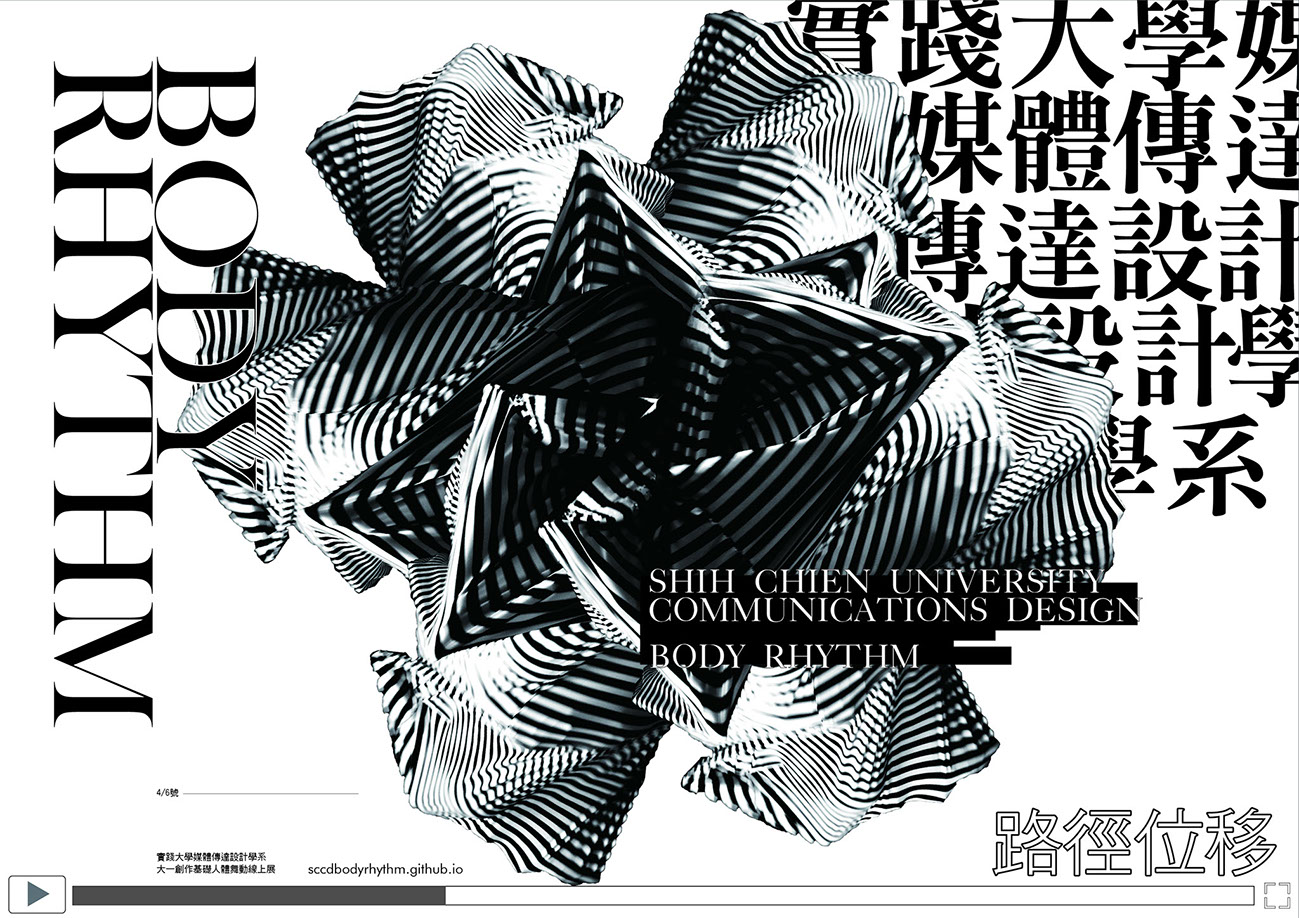 BODY
RHYTHM
實踐大學媒
媒體傳達
傳達設計
設計學
學系
SHIH CHIEN UNIVERSITY
COMMUNICATIONS DESIGN
BODY RHYTHM
4/6號
實踐大學媒體傳達設計學系
大一創作基礎人體舞動線上展
sccdbodyrhythm.github.io
路徑位移